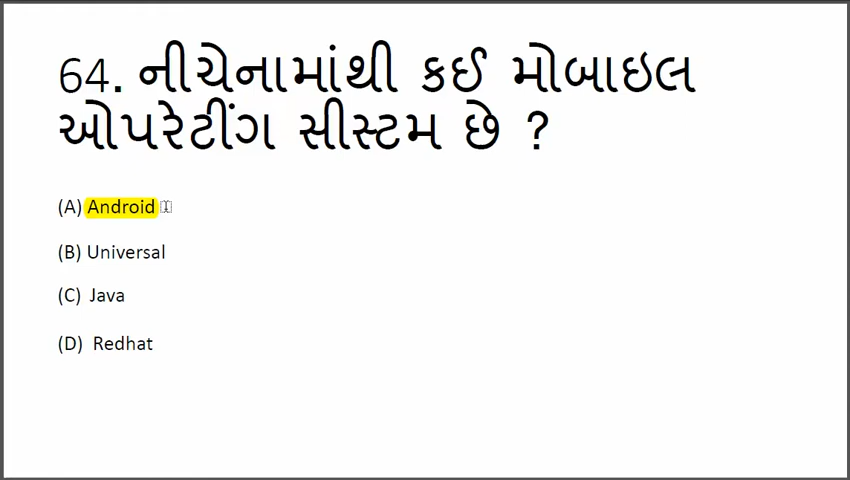 64. નીચેનામાંથી કઈ મોબાઇલ
ઓપરેટીંગ સીસ્ટમ છે ?
(A) Android
(B) Universal
(C) Java
(D) Redhat